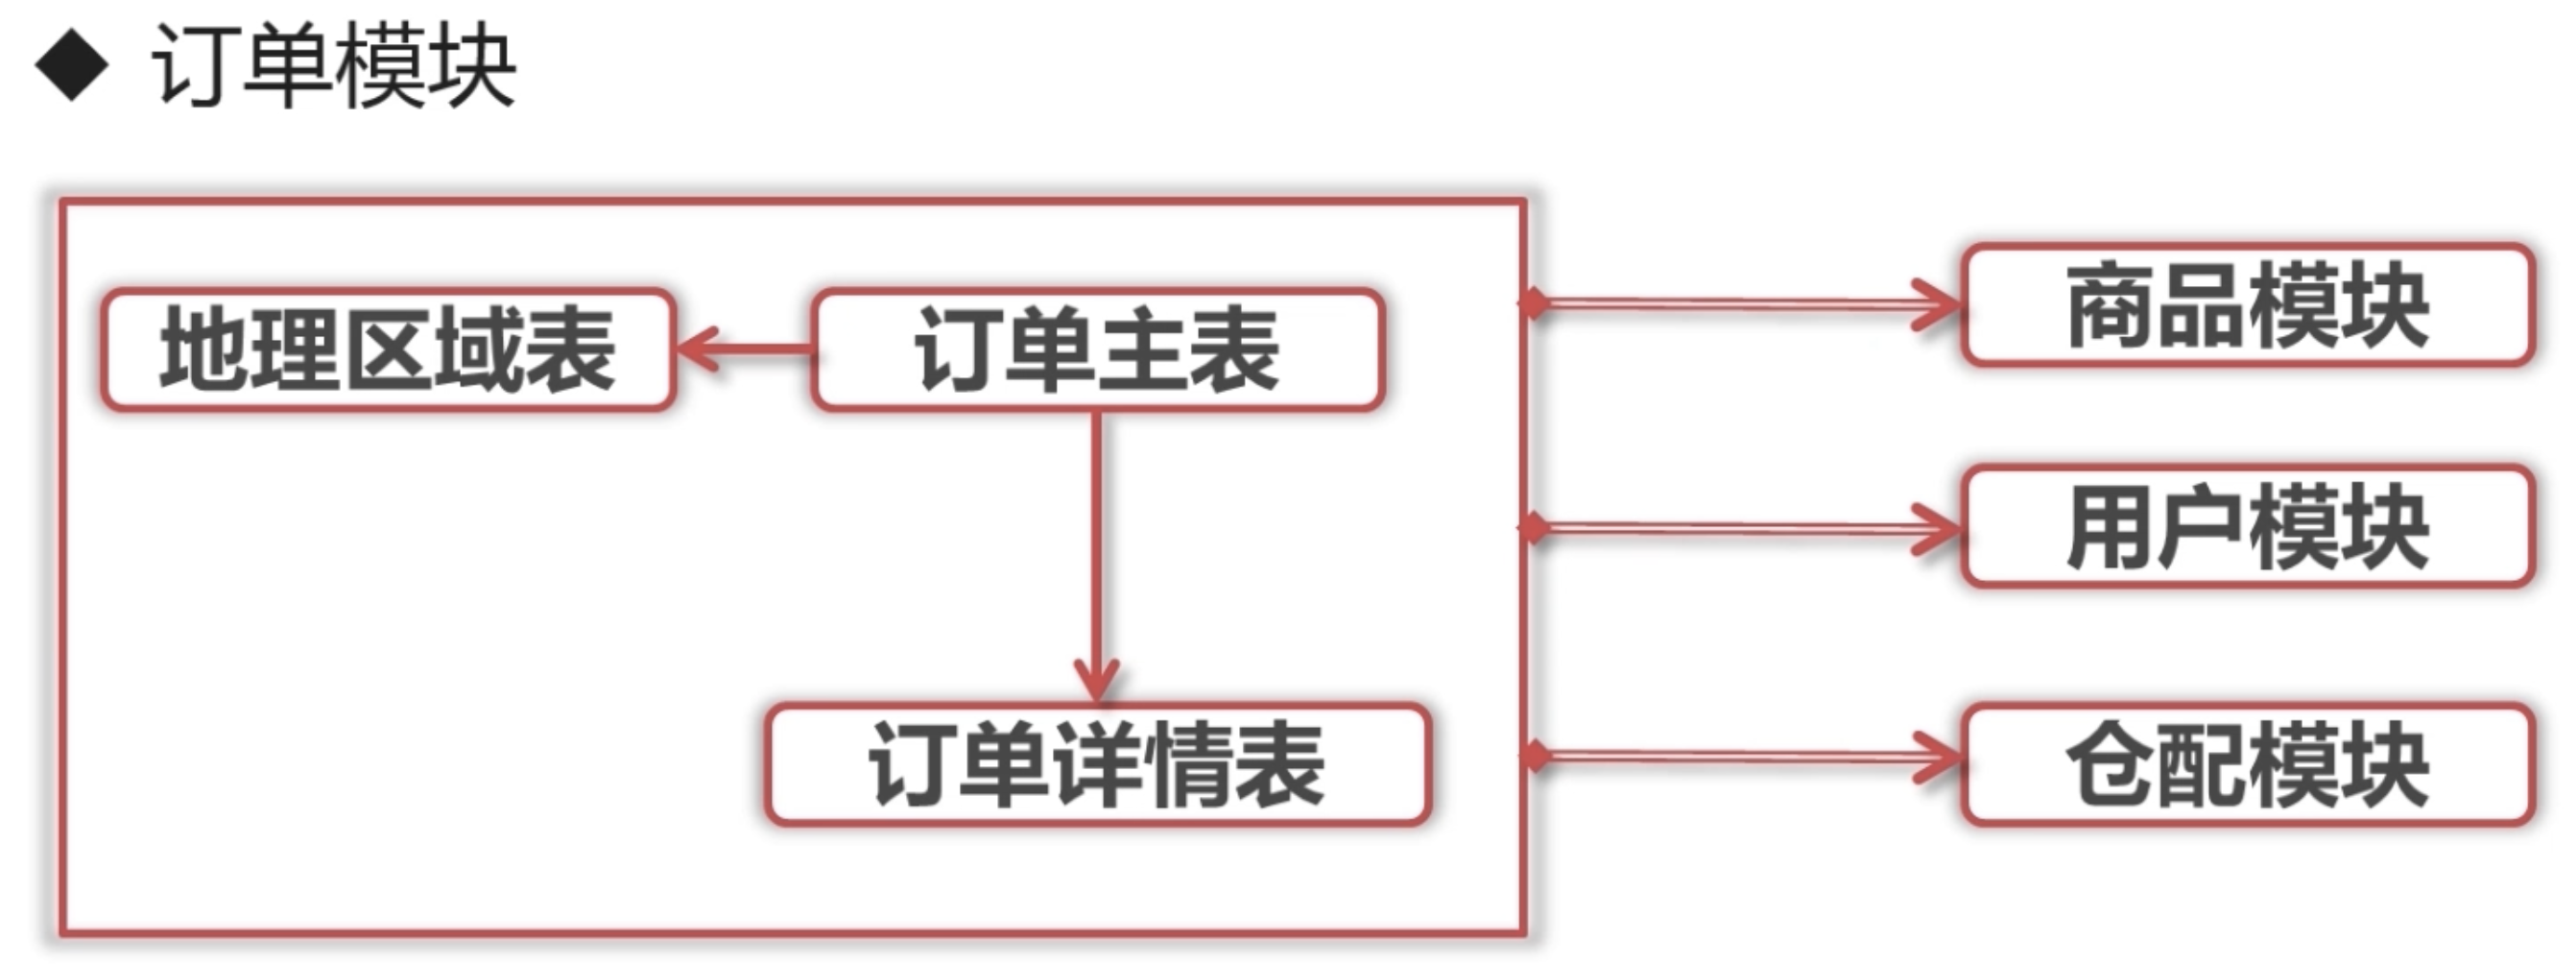 订单模块
地理区域表
订单主表
订单详情表
商品模块
用户模块
仓配模块